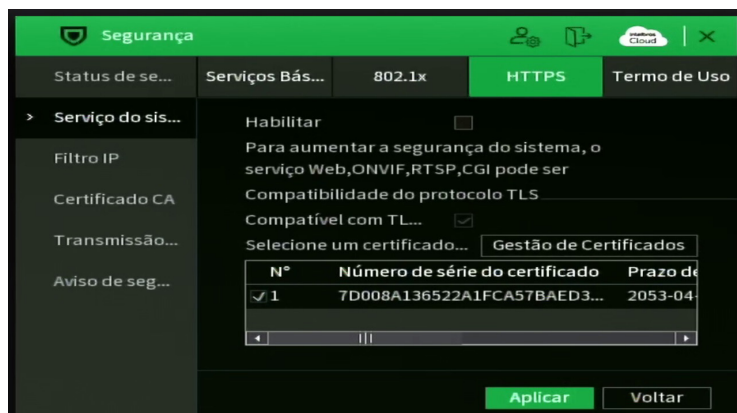 Segurança
intelbras
Cloud
Status de se...
Serviços Bás...
802.1x
HTTPS
Termo de Uso
Serviço do sis...
Filtro IP
Certificado CA
Transmissão...
Aviso de seg...
Habilitar
Para aumentar a segurança do sistema, o
serviço Web,ONVIF,RTSP,CGI pode ser
Compatibilidade do protocolo TLS
Compatível com TL...
Selecione um certificado...
Gestão de Certificados
N° Número de série do certificado Prazo de
1 7D008A136522A1FCA57BAED3... 2053-04-
Aplicar
Voltar